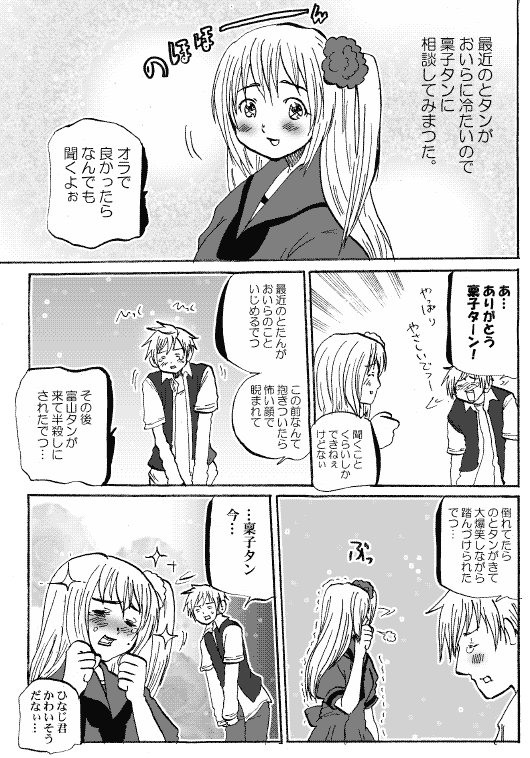 最近のとタンが
おいらに冷たいので
稟子タンに
相談してみまつた。
のほほーーん
オラで
良かったら
なんでも
聞くよぉ
あ…
ありがとう
稟子ターン！
やっぱり
やさしいでつー
聞くこと
くらいしか
できねぇ
けどなぃ
最近のとたんが
おいらのこと
いじめるでつ
この前なんて
抱きついたら
怖い顔で
睨まれて
その後
富山タンが
来て半殺しに
されたでつ…
倒れてたら
のとタンがきて
大爆笑しながら
踏んづけられた
でつ…
ぷっ
…稟子タン
今…
ひなじ君
かわいそう
だなぃ…